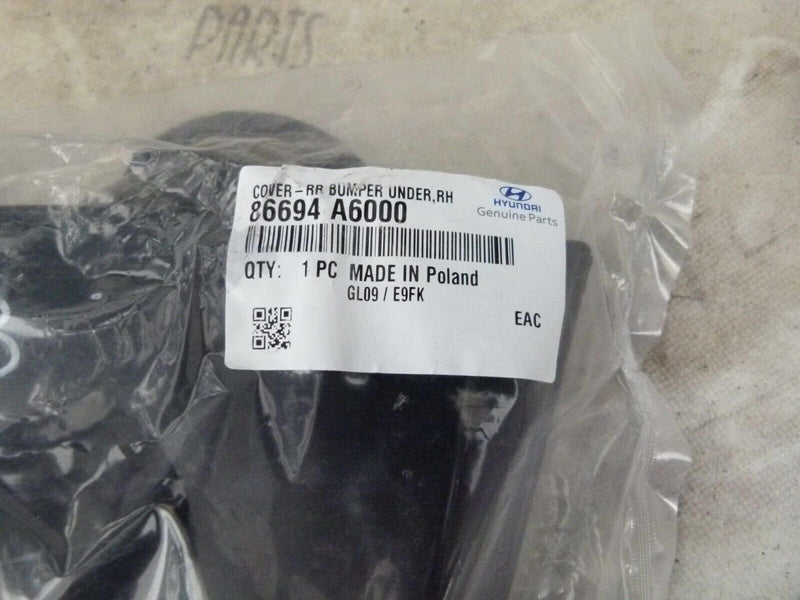 PARTS
COVER-RR BUMPER UNDER,RH
86694 A6000
HYUNDAI
Genuine Parts
QTY: 1 PC MADE IN Poland
GL09 / E9FK
EAC